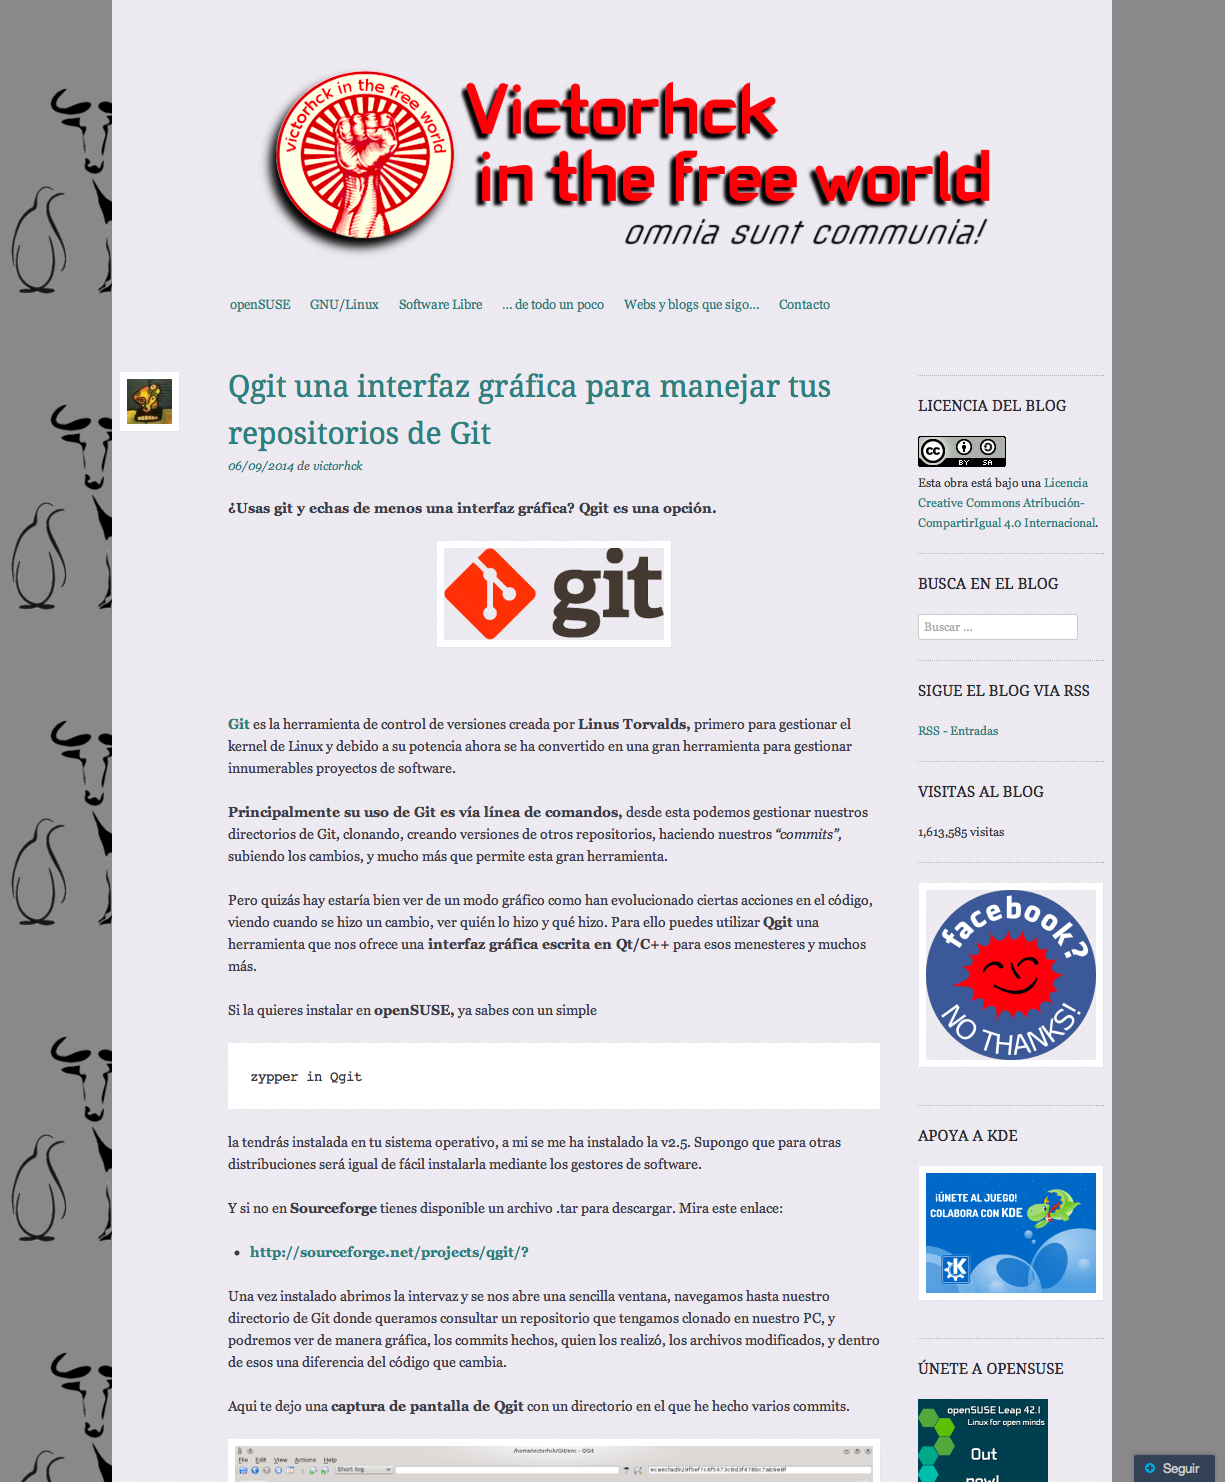 victorhck in the free world
Victorhck
in the free world
omnia sunt communia!
openSUSE GNU/Linux Software Libre ... de todo un poco Webs y blogs que sigo... Contacto
Qgit una interfaz gráfica para manejar tus
repositorios de Git
06/09/2014 de victorhck
¿Usas git y echas de menos una interfaz gráfica? Qgit es una opción.
git
Git es la herramienta de control de versiones creada por Linus Torvalds, primero para gestionar el
kernel de Linux y debido a su potencia ahora se ha convertido en una gran herramienta para gestionar
innumerables proyectos de software.
Principalmente su uso de Git es vía línea de comandos, desde esta podemos gestionar nuestros
directorios de Git, clonando, creando versiones de otros repositorios, haciendo nuestros “commits”,
subiendo los cambios, y mucho más que permite esta gran herramienta.
Pero quizás hay estaría bien ver de un modo gráfico como han evolucionado ciertas acciones en el código,
viendo cuando se hizo un cambio, ver quién lo hizo y qué hizo. Para ello puedes utilizar Qgit una
herramienta que nos ofrece una interfaz gráfica escrita en Qt/C++ para esos menesteres y muchos
más.
Si la quieres instalar en openSUSE, ya sabes con un simple
zypper in Qgit
la tendrás instalada en tu sistema operativo, a mi se me ha instalado la v2.5. Supongo que para otras
distribuciones será igual de fácil instalarla mediante los gestores de software.
Y si no en Sourceforge tienes disponible un archivo .tar para descargar. Mira este enlace:
• http://sourceforge.net/projects/qgit/?
Una vez instalado abrimos la intervaz y se nos abre una sencilla ventana, navegamos hasta nuestro
directorio de Git donde queramos consultar un repositorio que tengamos clonado en nuestro PC, y
podremos ver de manera gráfica, los commits hechos, quien los realizó, los archivos modificados, y dentro
de esos una diferencia del código que cambia.
Aqui te dejo una captura de pantalla de Qgit con un directorio en el que he hecho varios commits.
/home/victorhck/Git/enc - QGit
File Edit View Actions Help
Short log
LICENCIA DEL BLOG
cc BY SA
Esta obra está bajo una Licencia
Creative Commons Atribución-
CompartirIgual 4.0 Internacional.
BUSCA EN EL BLOG
Buscar ...
SIGUE EL BLOG VIA RSS
RSS - Entradas
VISITAS AL BLOG
1,613,585 visitas
facebook?
NO THANKS!
APOYA A KDE
¡ÚNETE AL JUEGO!
COLABORA CON KDE
K
ÚNETE A OPENSUSE
openSUSE Leap 42.1
Linux for open minds
Out
now!
Seguir